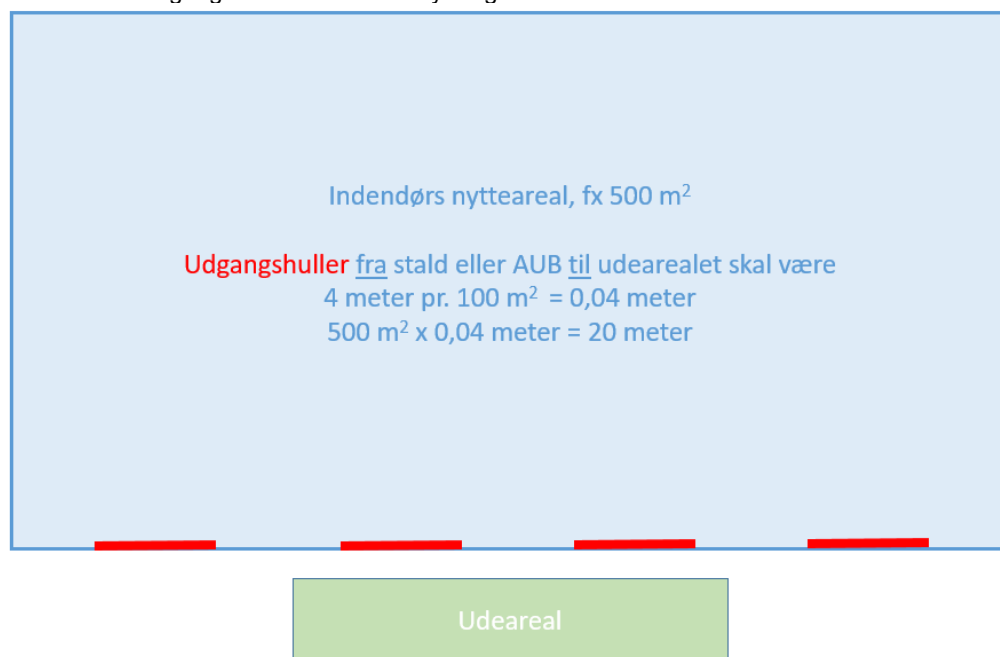 Indendørs nytteareal, fx 500 m²
Udgangshuller fra stald eller AUB til udearealet skal være
4 meter pr. 100 m² = 0,04 meter
500 m² x 0,04 meter = 20 meter
Udeareal